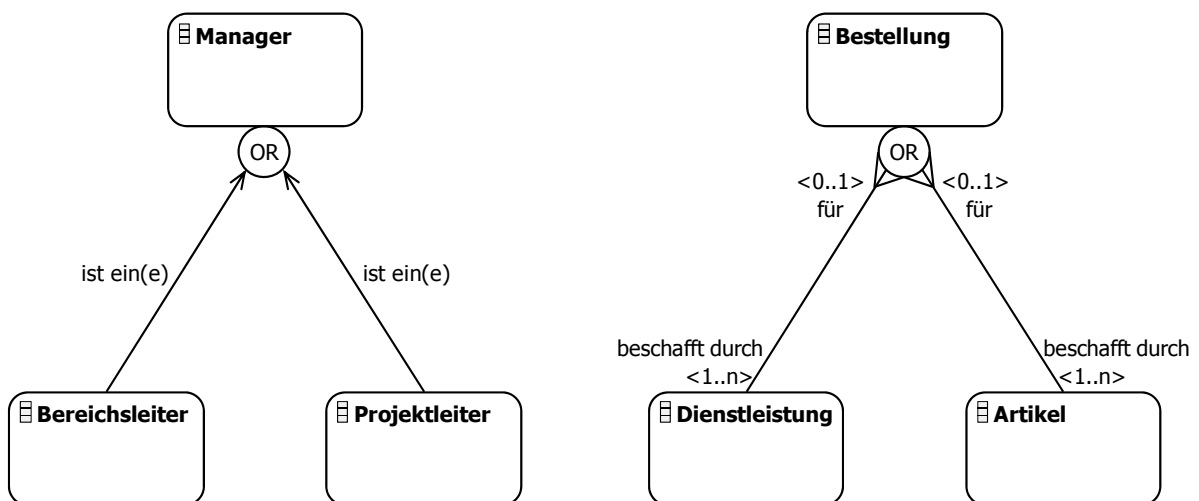 Manager
OR
ist ein(e)
ist ein(e)
Bereichsleiter
Projektleiter
Bestellung
OR
<0..1>
für
<0..1>
für
beschafft durch
<1..n>
beschafft durch
<1..n>
Dienstleistung
Artikel